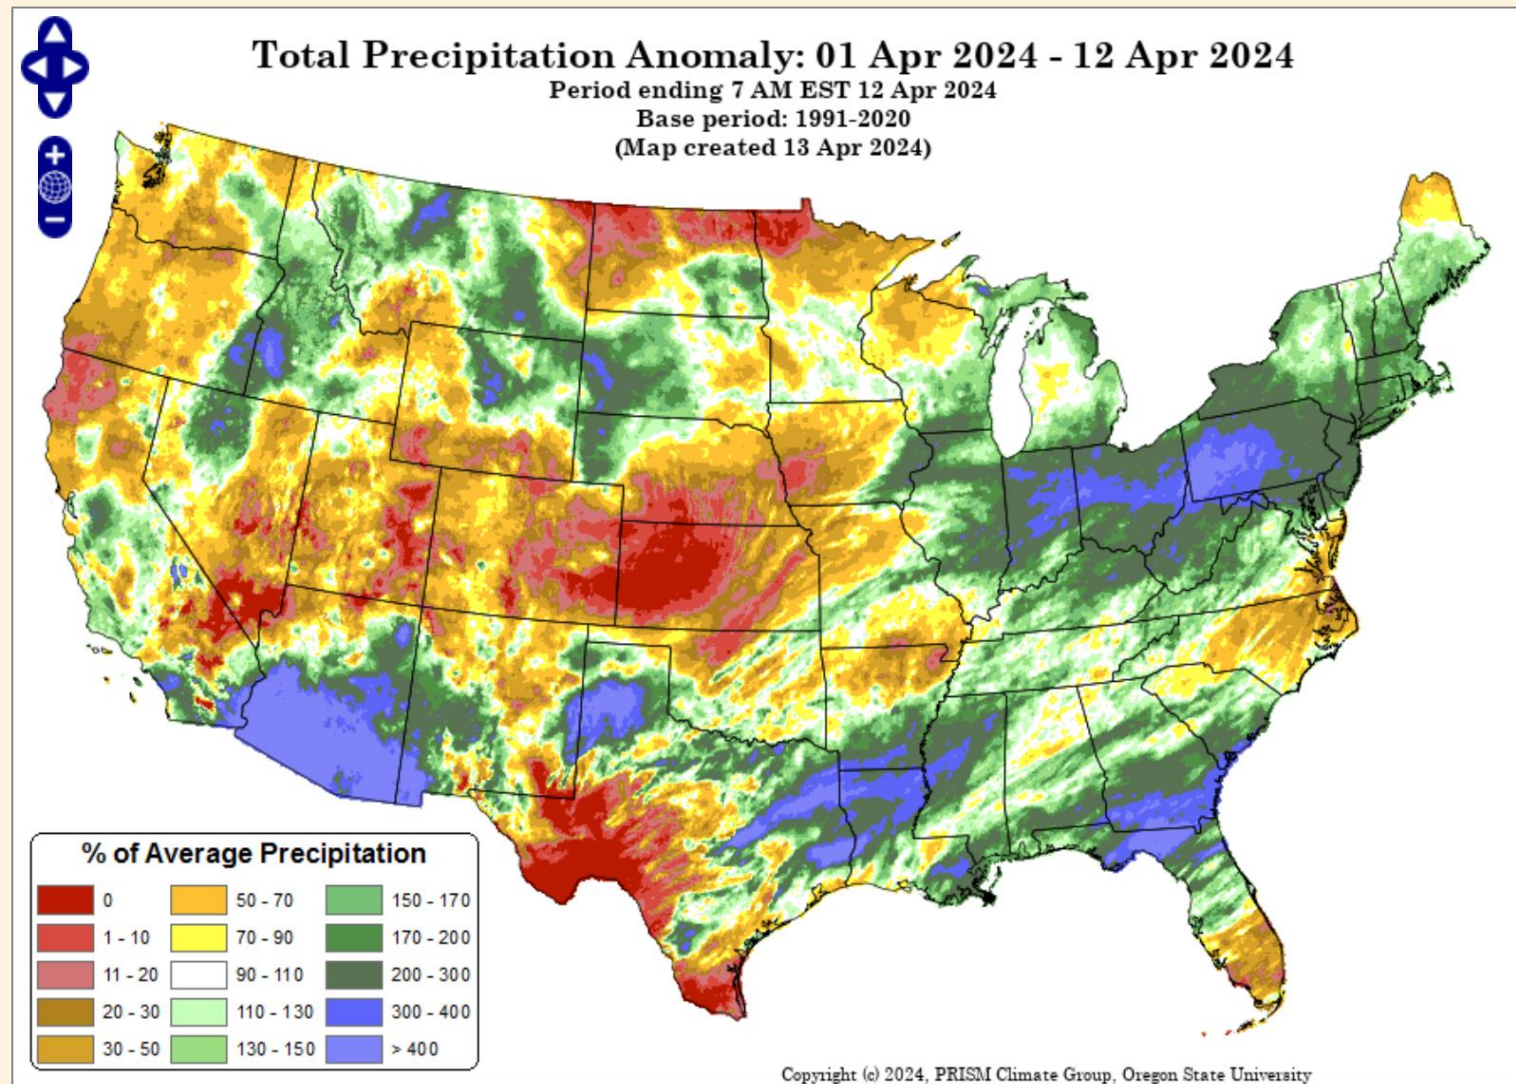 Total Precipitation Anomaly: 01 Apr 2024 - 12 Apr 2024
Period ending 7 AM EST 12 Apr 2024
Base period: 1991-2020
(Map created 13 Apr 2024)
% of Average Precipitation
0
1 - 10
11 - 20
20 - 30
30 - 50
50 - 70
70 - 90
90 - 110
110 - 130
130 - 150
150 - 170
170 - 200
200 - 300
300 - 400
> 400
Copyright (c) 2024, PRISM Climate Group, Oregon State University